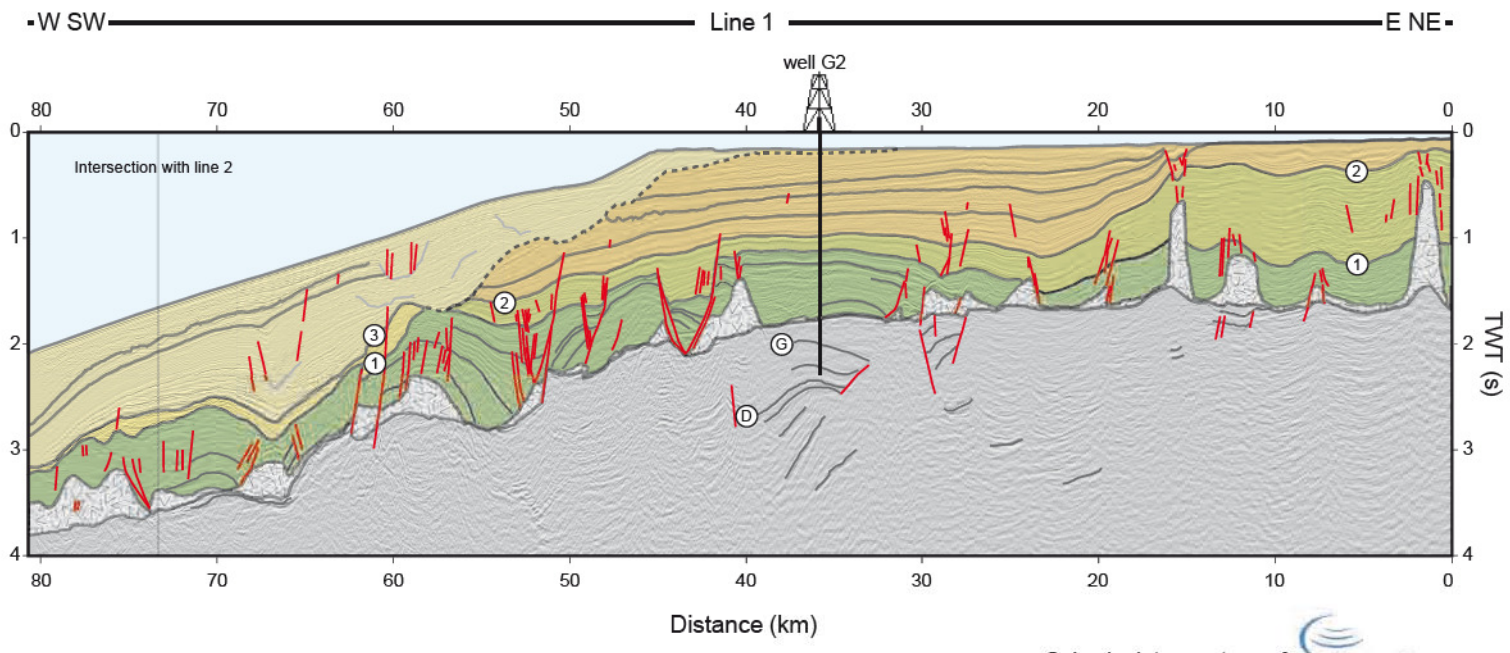 W SW Line 1 E NE
well G2
80 70 60 50 40 30 20 10 0
0 0
Intersection with line 2
2
1 1
1
2
3
1
2 2
G
TWT (s)
D
3 3
4 4
80 70 60 50 40 30 20 10 0
Distance (km)